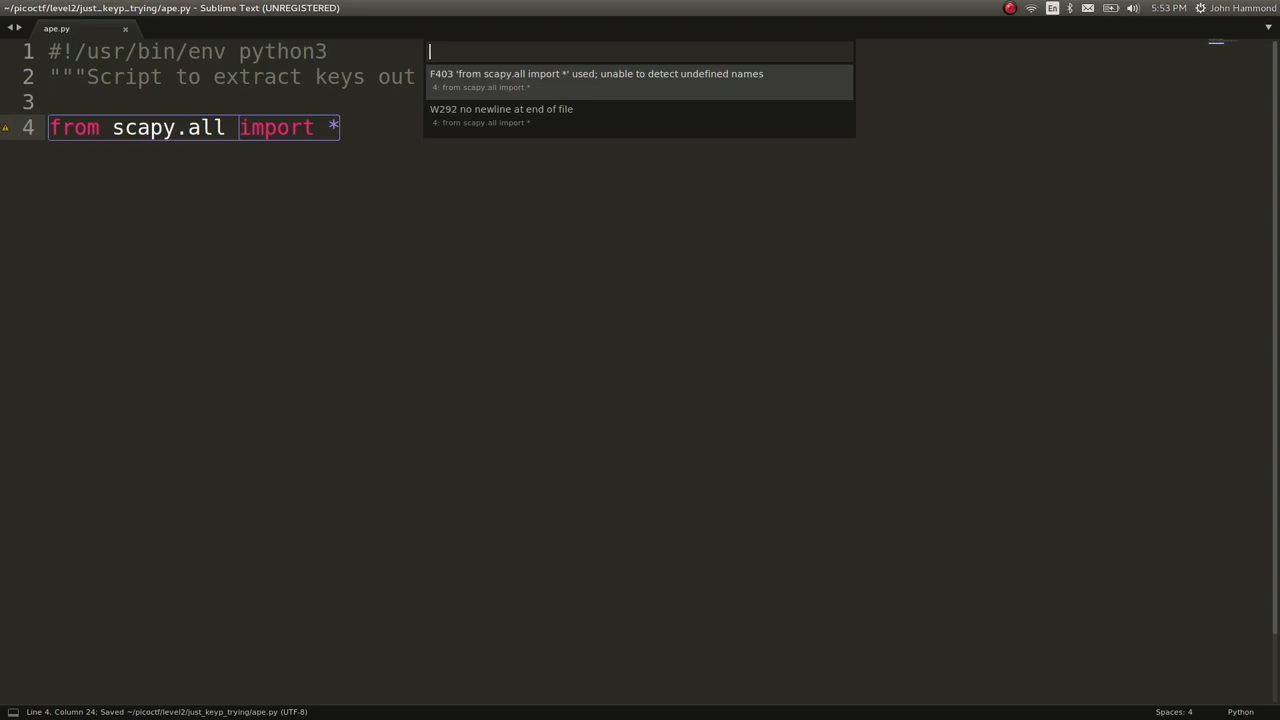 ~/picoctf/level2/just_keyp_trying/ape.py - Sublime Text (UNREGISTERED)
En
5:53 PM
John Hammond
ape.py
1 #!/usr/bin/env python3
2 """Script to extract keys out
3
4 from scapy.all import *
F403 'from scapy.all import *' used; unable to detect undefined names
4: from scapy.all import *
W292 no newline at end of file
4: from scapy.all import *
Line 4, Column 24; Saved ~/picoctf/level2/just_keyp_trying/ape.py (UTF-8)
Spaces: 4
Python